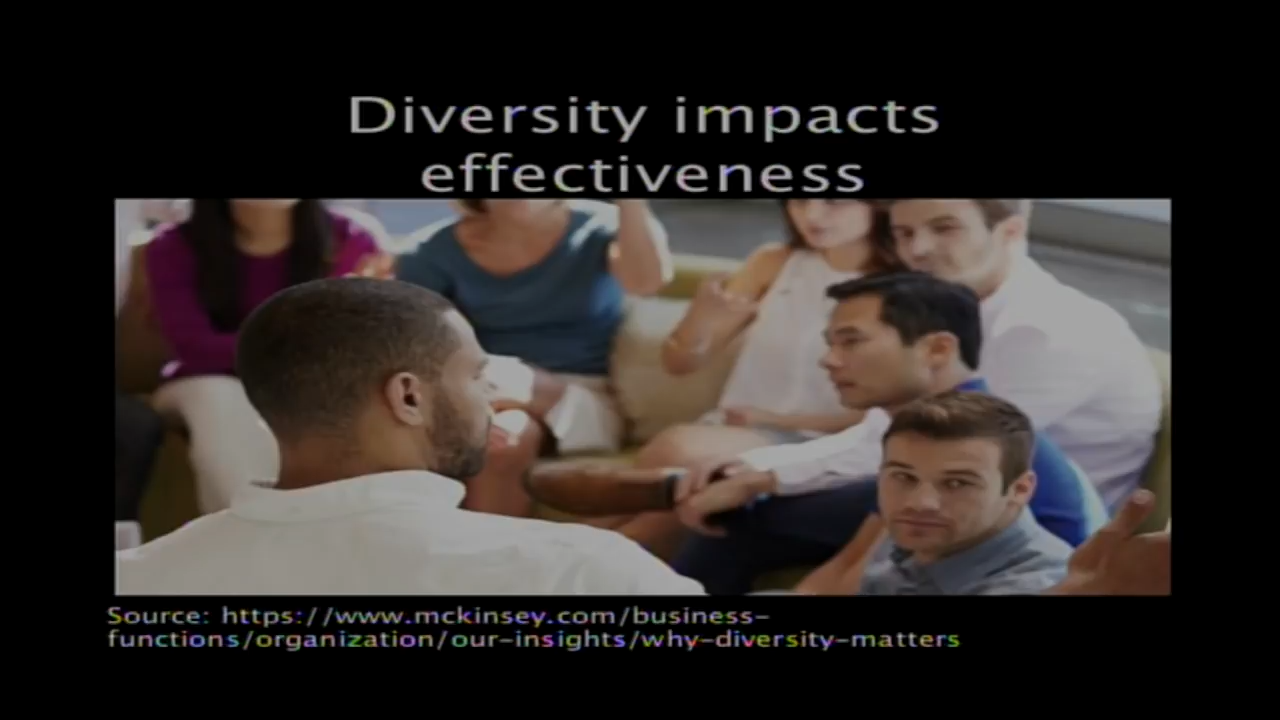 Diversity impacts
effectiveness
Source: https://www.mckinsey.com/business-
functions/organization/our-insights/why-diversity-matters